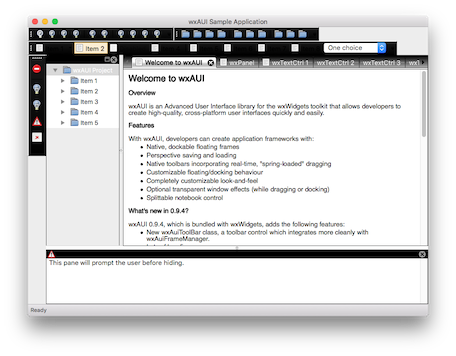 wxAUI Sample Application
Item 2
One choice
wxAUI Project
Item 1
Item 2
Item 3
Item 4
Item 5
Welcome to wxAUI
wxPanel
wxTextCtrl 1
wxTextCtrl 2
wxTextCtrl 3
wx1
Welcome to wxAUI
Overview
wxAUI is an Advanced User Interface library for the wxWidgets toolkit that allows developers to
create high-quality, cross-platform user interfaces quickly and easily.
Features
With wxAUI, developers can create application frameworks with:
• Native, dockable floating frames
• Perspective saving and loading
• Native toolbars incorporating real-time, "spring-loaded" dragging
• Customizable floating/docking behaviour
• Completely customizable look-and-feel
• Optional transparent window effects (while dragging or docking)
• Splittable notebook control
What's new in 0.9.4?
wxAUI 0.9.4, which is bundled with wxWidgets, adds the following features:
• New wxAuiToolBar class, a toolbar control which integrates more cleanly with
wxAuiFrameManager.
This pane will prompt the user before hiding.
Ready